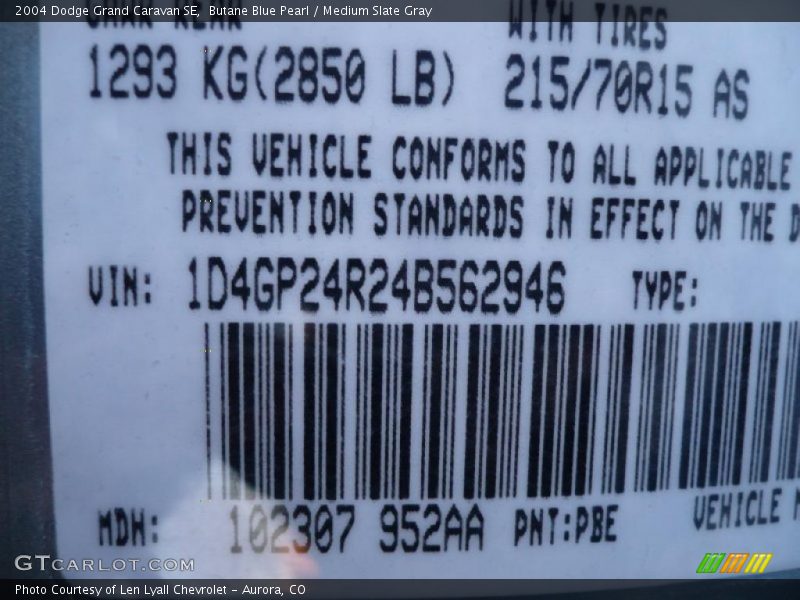 2004 Dodge Grand Caravan SE, Butane Blue Pearl / Medium Slate Gray
WITH TIRES
1293 KG(2850 LB) 215/70R15 AS
THIS VEHICLE CONFORMS TO ALL APPLICABLE
PREVENTION STANDARDS IN EFFECT ON THE D
VIN: 1D4GP24R24B562946 TYPE:
MDH: 102307 952AA PNT:PBE VEHICLE
GTCARLOT.COM
Photo Courtesy of Len Lyall Chevrolet - Aurora, CO